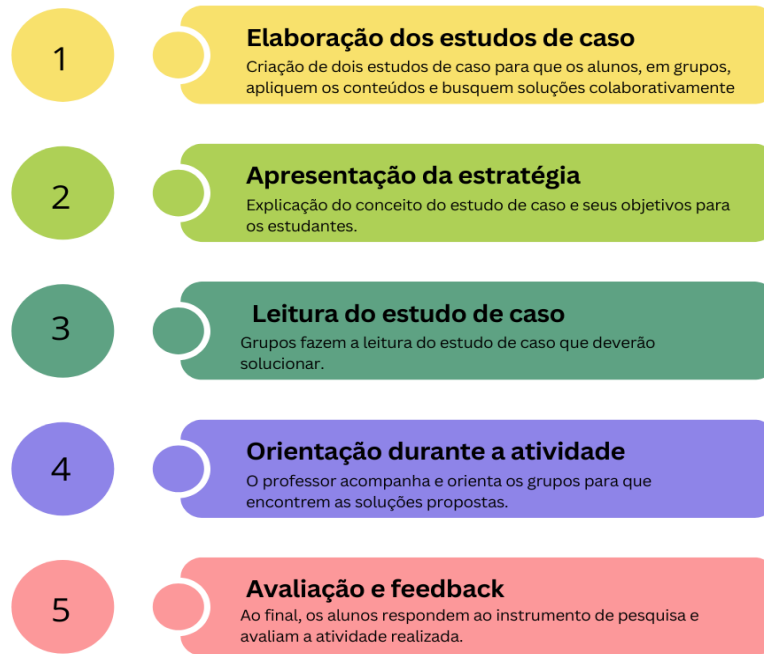 1
Elaboração dos estudos de caso
Criação de dois estudos de caso para que os alunos, em grupos,
apliquem os conteúdos e busquem soluções colaborativamente
2
Apresentação da estratégia
Explicação do conceito do estudo de caso e seus objetivos para
os estudantes.
3
Leitura do estudo de caso
Grupos fazem a leitura do estudo de caso que deverão
solucionar.
4
Orientação durante a atividade
O professor acompanha e orienta os grupos para que
encontrem as soluções propostas.
5
Avaliação e feedback
Ao final, os alunos respondem ao instrumento de pesquisa e
avaliam a atividade realizada.